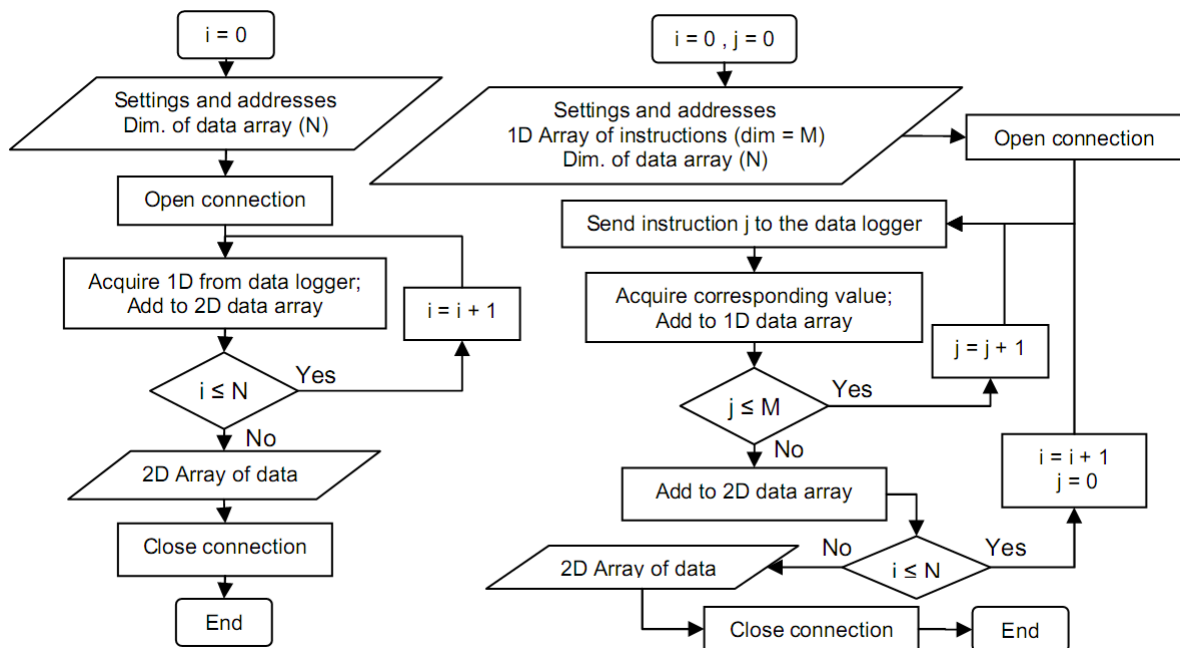 i = 0
Settings and addresses
Dim. of data array (N)
Open connection
Acquire 1D from data logger;
Add to 2D data array
i = i + 1
i ≤ N
Yes
No
2D Array of data
Close connection
End
i=0 , j=0
Settings and addresses
1D Array of instructions (dim = M)
Dim. of data array (N)
Open connection
Send instruction j to the data logger
Acquire corresponding value;
Add to 1D data array
j = j + 1
j ≤ M
Yes
No
Add to 2D data array
i = i + 1
j = 0
i ≤ N
Yes
No
2D Array of data
Close connection
End